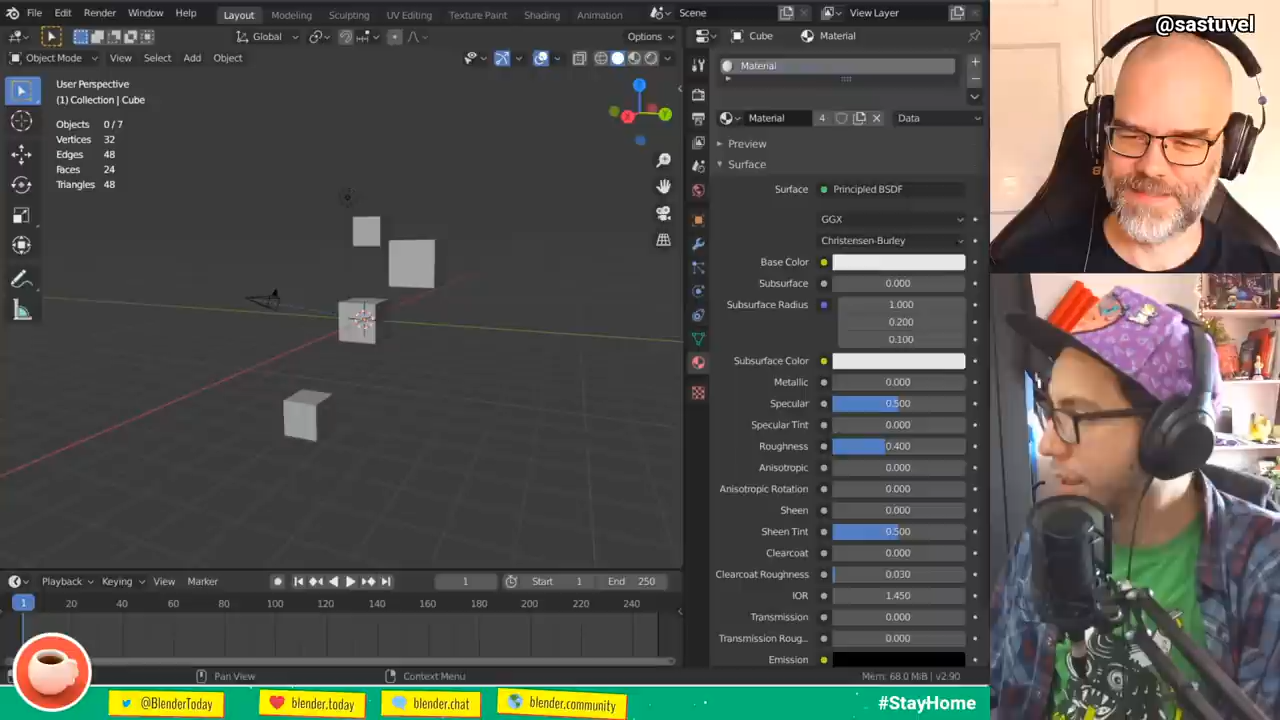 File Edit Render Window Help Layout Modeling Sculpting UV Editing Texture Paint Shading Animation Scene View Layer
Global Options Cube Material
Object Mode View Select Add Object
User Perspective
(1) Collection | Cube
Objects 0 / 7
Vertices 32
Edges 48
Faces 24
Triangles 48
X
Y
Z
Material
Material 4 Data
Preview
Surface
Surface Principled BSDF
GGX
Christensen-Burley
Base Color
Subsurface 0.000
Subsurface Radius 1.000
0.200
0.100
Subsurface Color
Metallic 0.000
Specular 0.500
Specular Tint 0.000
Roughness 0.400
Anisotropic 0.000
Anisotropic Rotation 0.000
Sheen 0.000
Sheen Tint 0.500
Clearcoat 0.000
Clearcoat Roughness 0.030
IOR 1.450
Transmission 0.000
Transmission Roug.. 0.000
Emission
Playback Keying View Marker 1 Start 1 End 250
1 20 40 60 80 100 120 140 160 180 200 220 240
Pan View Context Menu Mem: 68.0 MiB | v2.90
@sastuvel
@BlenderToday blender.today blender.chat blender.community #StayHome